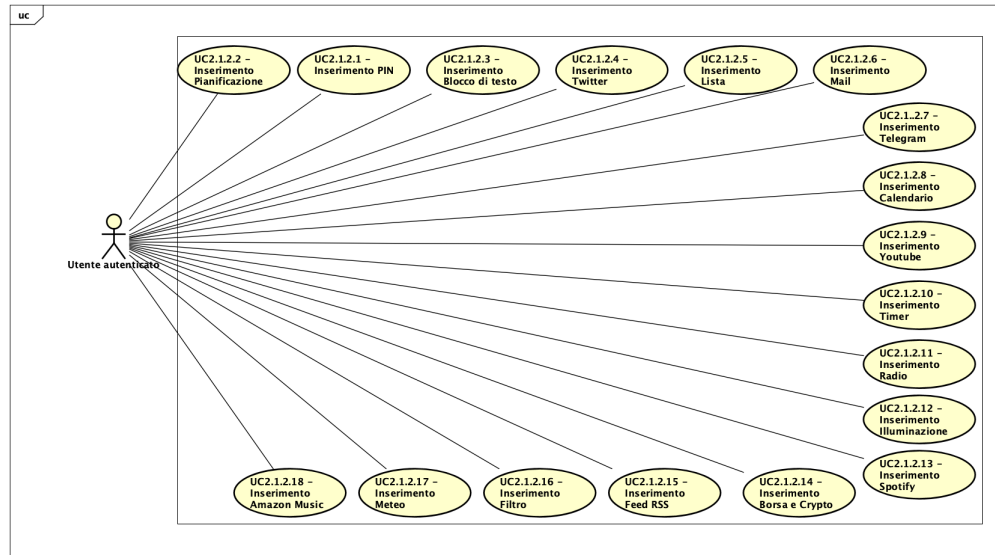 uc
UC2.1.2.2 –
Inserimento
Pianificazione
UC2.1.2.1 –
Inserimento PIN
UC2.1.2.3 –
Inserimento
Blocco di testo
UC2.1.2.4 –
Inserimento
Twitter
UC2.1.2.5 –
Inserimento
Lista
UC2.1.2.6 –
Inserimento
Mail
UC2.1..2.7 –
Inserimento
Telegram
UC2.1.2.8 –
Inserimento
Calendario
UC2.1.2.9 –
Inserimento
Youtube
UC2.1.2.10 –
Inserimento
Timer
UC2.1.2.11 –
Inserimento
Radio
UC2.1.2.12 –
Inserimento
Illuminazione
UC2.1.2.13 –
Inserimento
Spotify
UC2.1.2.14 –
Inserimento
Borsa e Crypto
UC2.1.2.15 –
Inserimento
Feed RSS
UC2.1.2.16 –
Inserimento
Filtro
UC2.1.2.17 –
Inserimento
Meteo
UC2.1.2.18 –
Inserimento
Amazon Music
Utente autenticato